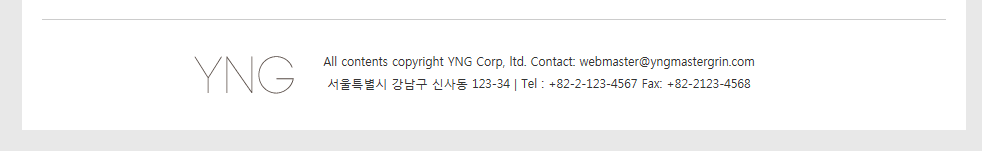 YNG
All contents copyright YNG Corp, ltd. Contact: webmaster@yngmastergrin.com
서울특별시 강남구 신사동 123-34 | Tel : +82-2-123-4567 Fax: +82-2123-4568